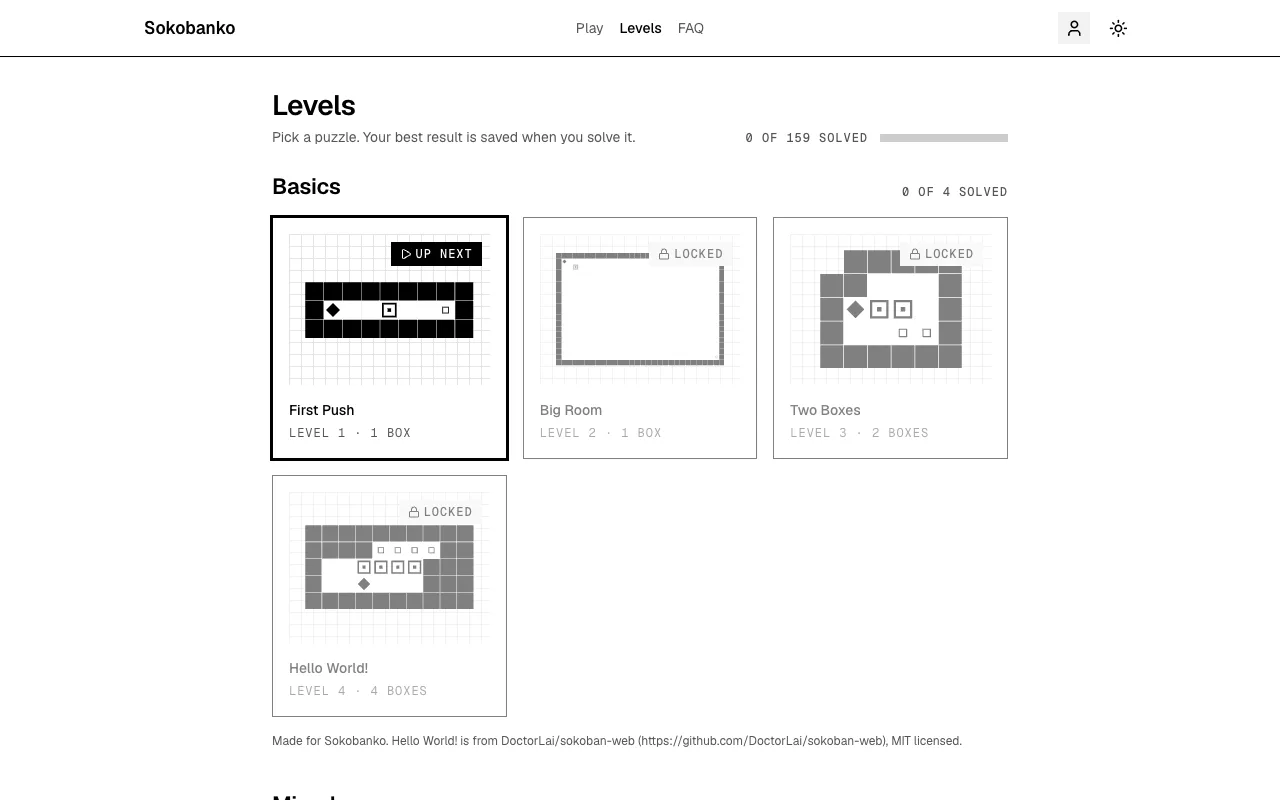 Sokobanko
Play
Levels
FAQ
Levels
Pick a puzzle. Your best result is saved when you solve it.
0 OF 159 SOLVED
Basics
0 OF 4 SOLVED
UP NEXT
First Push
LEVEL 1 · 1 BOX
LOCKED
Big Room
LEVEL 2 · 1 BOX
LOCKED
Two Boxes
LEVEL 3 · 2 BOXES
LOCKED
Hello World!
LEVEL 4 · 4 BOXES
Made for Sokobanko. Hello World! is from DoctorLai/sokoban-web (https://github.com/DoctorLai/sokoban-web), MIT licensed.